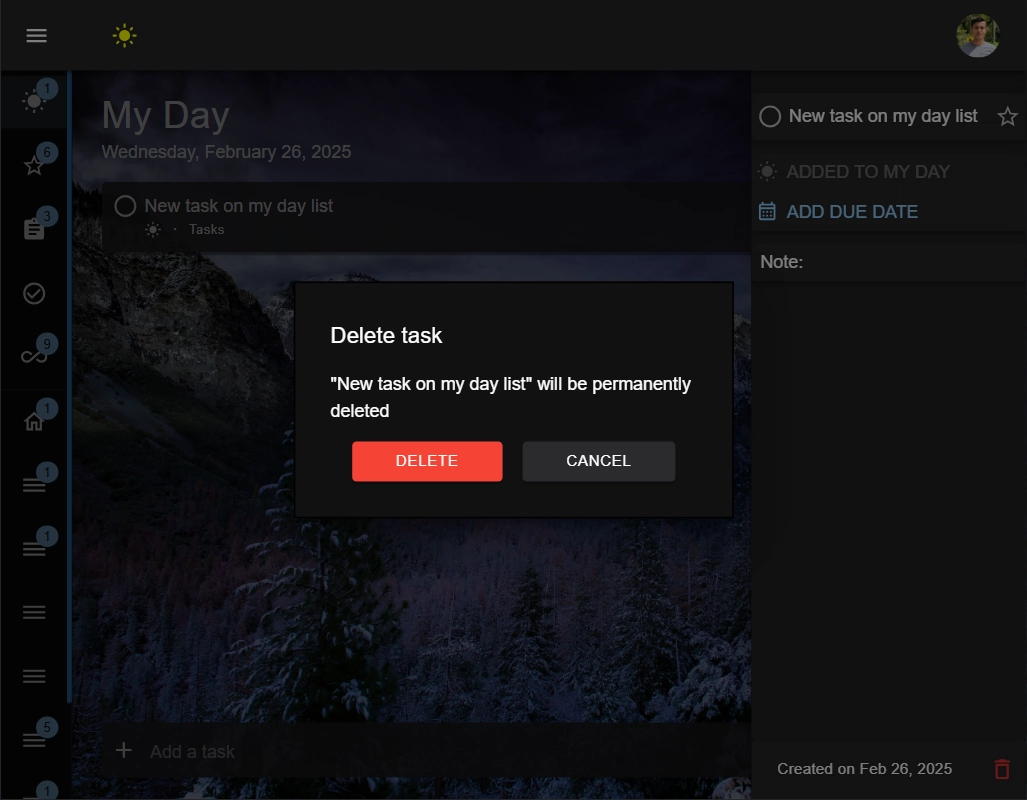 1
My Day
Wednesday, February 26, 2025
New task on my day list
· Tasks
6
3
9
1
1
1
5
1
Add a task
New task on my day list
ADDED TO MY DAY
ADD DUE DATE
Note:
Created on Feb 26, 2025
Delete task
"New task on my day list" will be permanently
deleted
DELETE
CANCEL